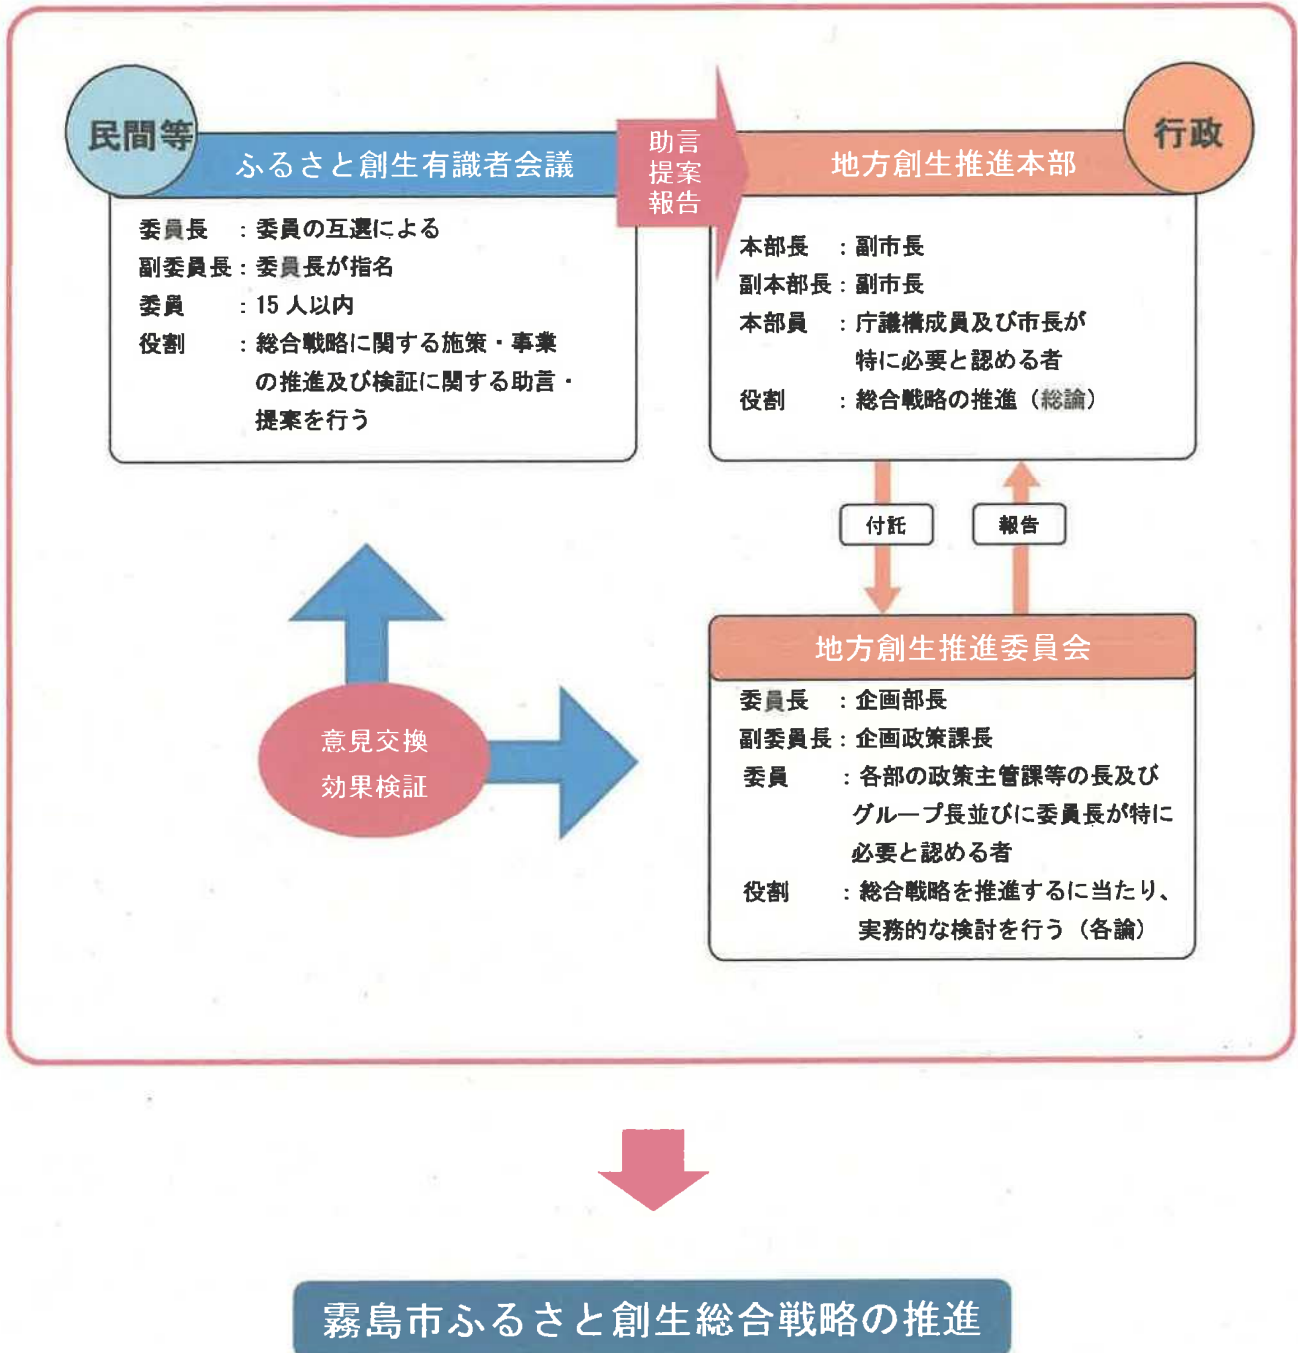 民間等
ふるさと創生有識者会議
委員長 ：委員の互選による
副委員長：委員長が指名
委員 ：15人以内
役割 ：総合戦略に関する施策・事業
の推進及び検証に関する助言・
提案を行う
助言
提案
報告
行政
地方創生推進本部
本部長 ：副市長
副本部長：副市長
本部員 ：庁議構成員及び市長が
特に必要と認める者
役割 ：総合戦略の推進（総論）
付託
報告
地方創生推進委員会
委員長 ：企画部長
副委員長：企画政策課長
委員 ：各部の政策主管課等の長及び
グループ長並びに委員長が特に
必要と認める者
役割 ：総合戦略を推進するに当たり、
実務的な検討を行う（各論）
意見交換
効果検証
霧島市ふるさと創生総合戦略の推進